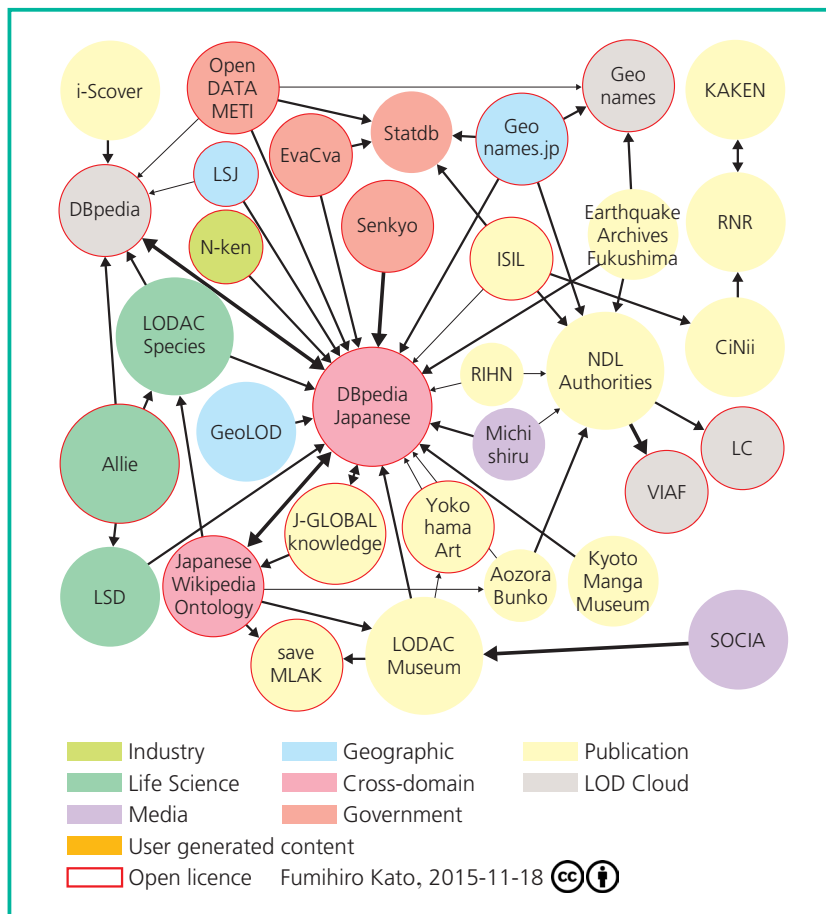 i-Scover
Open
DATA
METI
Geo
names
KAKEN
EvaCva
Statdb
Geo
names.jp
LSJ
DBpedia
N-ken
Senkyo
ISIL
Earthquake
Archives
Fukushima
RNR
LODAC
Species
DBpedia
Japanese
RIHN
NDL
Authorities
CiNii
GeoLOD
Michi
shiru
Allie
LC
VIAF
J-GLOBAL
knowledge
Yoko
hama
Art
LSD
Japanese
Wikipedia
Ontology
Aozora
Bunko
Kyoto
Manga
Museum
save
MLAK
LODAC
Museum
SOCIA
Industry
Geographic
Publication
Life Science
Cross-domain
LOD Cloud
Media
Government
User generated content
Open licence Fumihiro Kato, 2015-11-18 cc